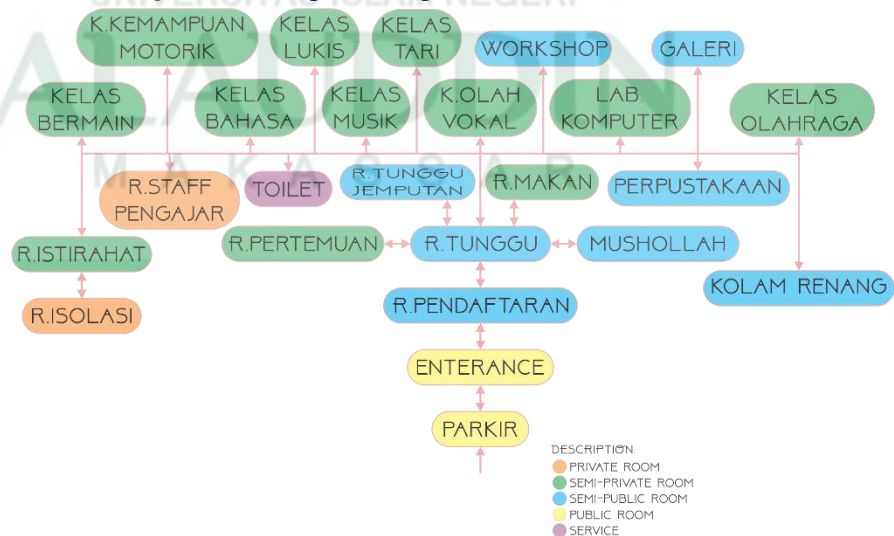 K.KEMAMPUAN
MOTORIK
KELAS
LUKIS
KELAS
TARI
WORKSHOP
GALERI
ALAUDDIN
KELAS
BERMAIN
KELAS
BAHASA
KELAS
MUSIK
K.OLAH
VOKAL
LAB.
KOMPUTER
KELAS
OLAHRAGA
MAKASSAR
R.STAFF
PENGAJAR
TOILET
R.TUNGGU
JEMPUTAN
R.MAKAN
PERPUSTAKAAN
R.ISTIRAHAT
R.PERTEMUAN
R.TUNGGU
MUSHOLLAH
KOLAM RENANG
R.ISOLASI
R.PENDAFTARAN
ENTERANCE
PARKIR
DESCRIPTION:
PRIVATE ROOM
SEMI-PRIVATE ROOM
SEMI-PUBLIC ROOM
PUBLIC ROOM
SERVICE